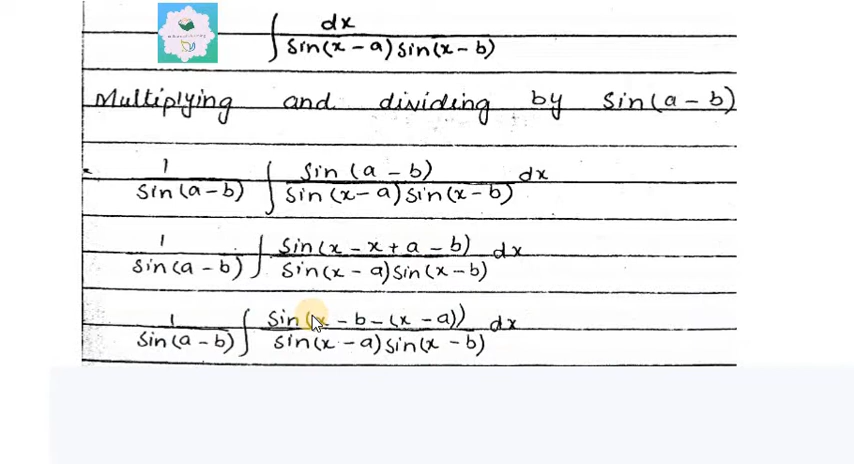 ∫ dx / sin(x - a) sin(x - b)
Multiplying and dividing by sin(a - b)
1 / sin(a - b) ∫ sin(a - b) / sin(x - a) sin(x - b) dx
1 / sin(a - b) ∫ sin(x - x + a - b) / sin(x - a) sin(x - b) dx
1 / sin(a - b) ∫ sin(x - b - (x - a)) / sin(x - a) sin(x - b) dx